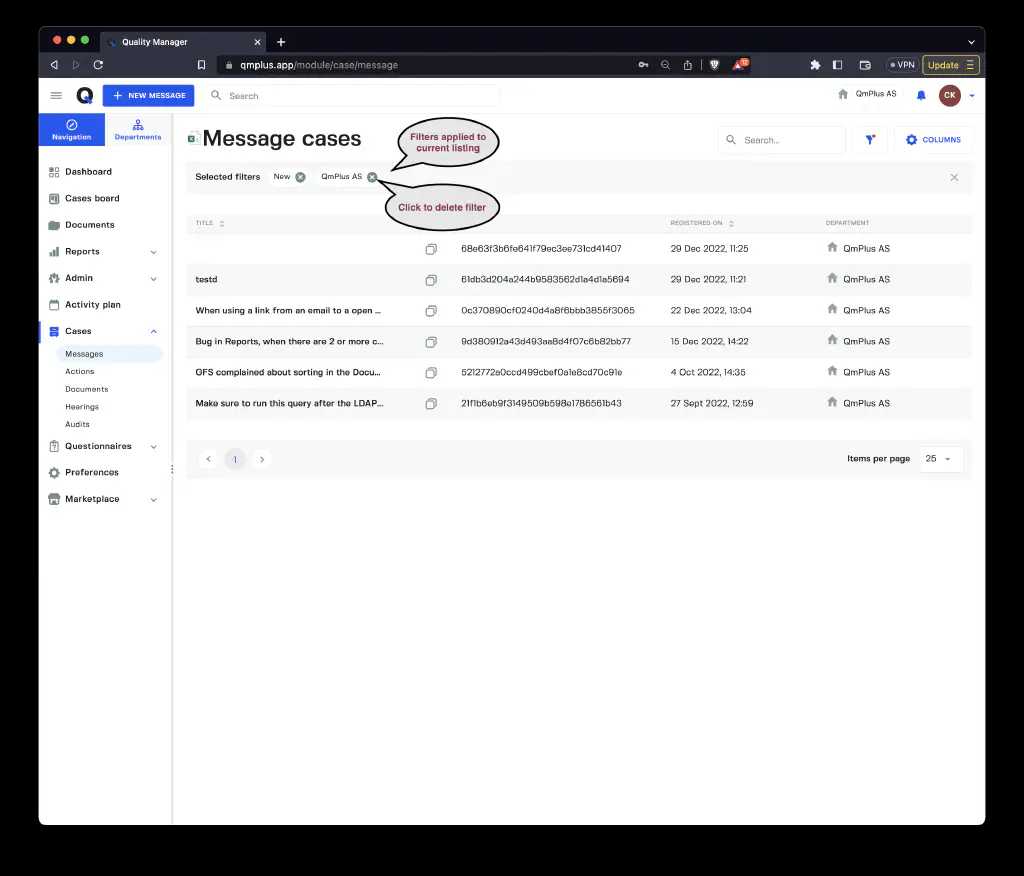 Quality Manager
qmplus.app/module/case/message
12
VPN
Update
NEW MESSAGE
Search
QmPlus AS
CK
Navigation
Departments
Dashboard
Cases board
Documents
Reports
Admin
Activity plan
Cases
Messages
Actions
Documents
Hearings
Audits
Questionnaires
Preferences
Marketplace
Message cases
Filters applied to
current listing
Search...
COLUMNS
Selected filters
New
QmPlus AS
Click to delete filter
TITLE
REGISTERED ON
DEPARTMENT
68e63f3b6fe641f79ec3ee731cd41407 29 Dec 2022, 11:25 QmPlus AS
testd 61db3d204a244b9583562d1a4d1a5694 29 Dec 2022, 11:21 QmPlus AS
When using a link from an email to a open ... 0c370890cf0240d4a8f6bbb3855f3065 22 Dec 2022, 13:04 QmPlus AS
Bug in Reports, when there are 2 or more c... 9d380912a43d493aa8d4f07c6b82bb77 15 Dec 2022, 14:22 QmPlus AS
GFS complained about sorting in the Docu... 5212772a0ccd499cbef0a1e8cd70c91e 4 Oct 2022, 14:35 QmPlus AS
Make sure to run this query after the LDAP... 21f1b6eb9f3149509b598e1786561b43 27 Sept 2022, 12:59 QmPlus AS
1
Items per page
25